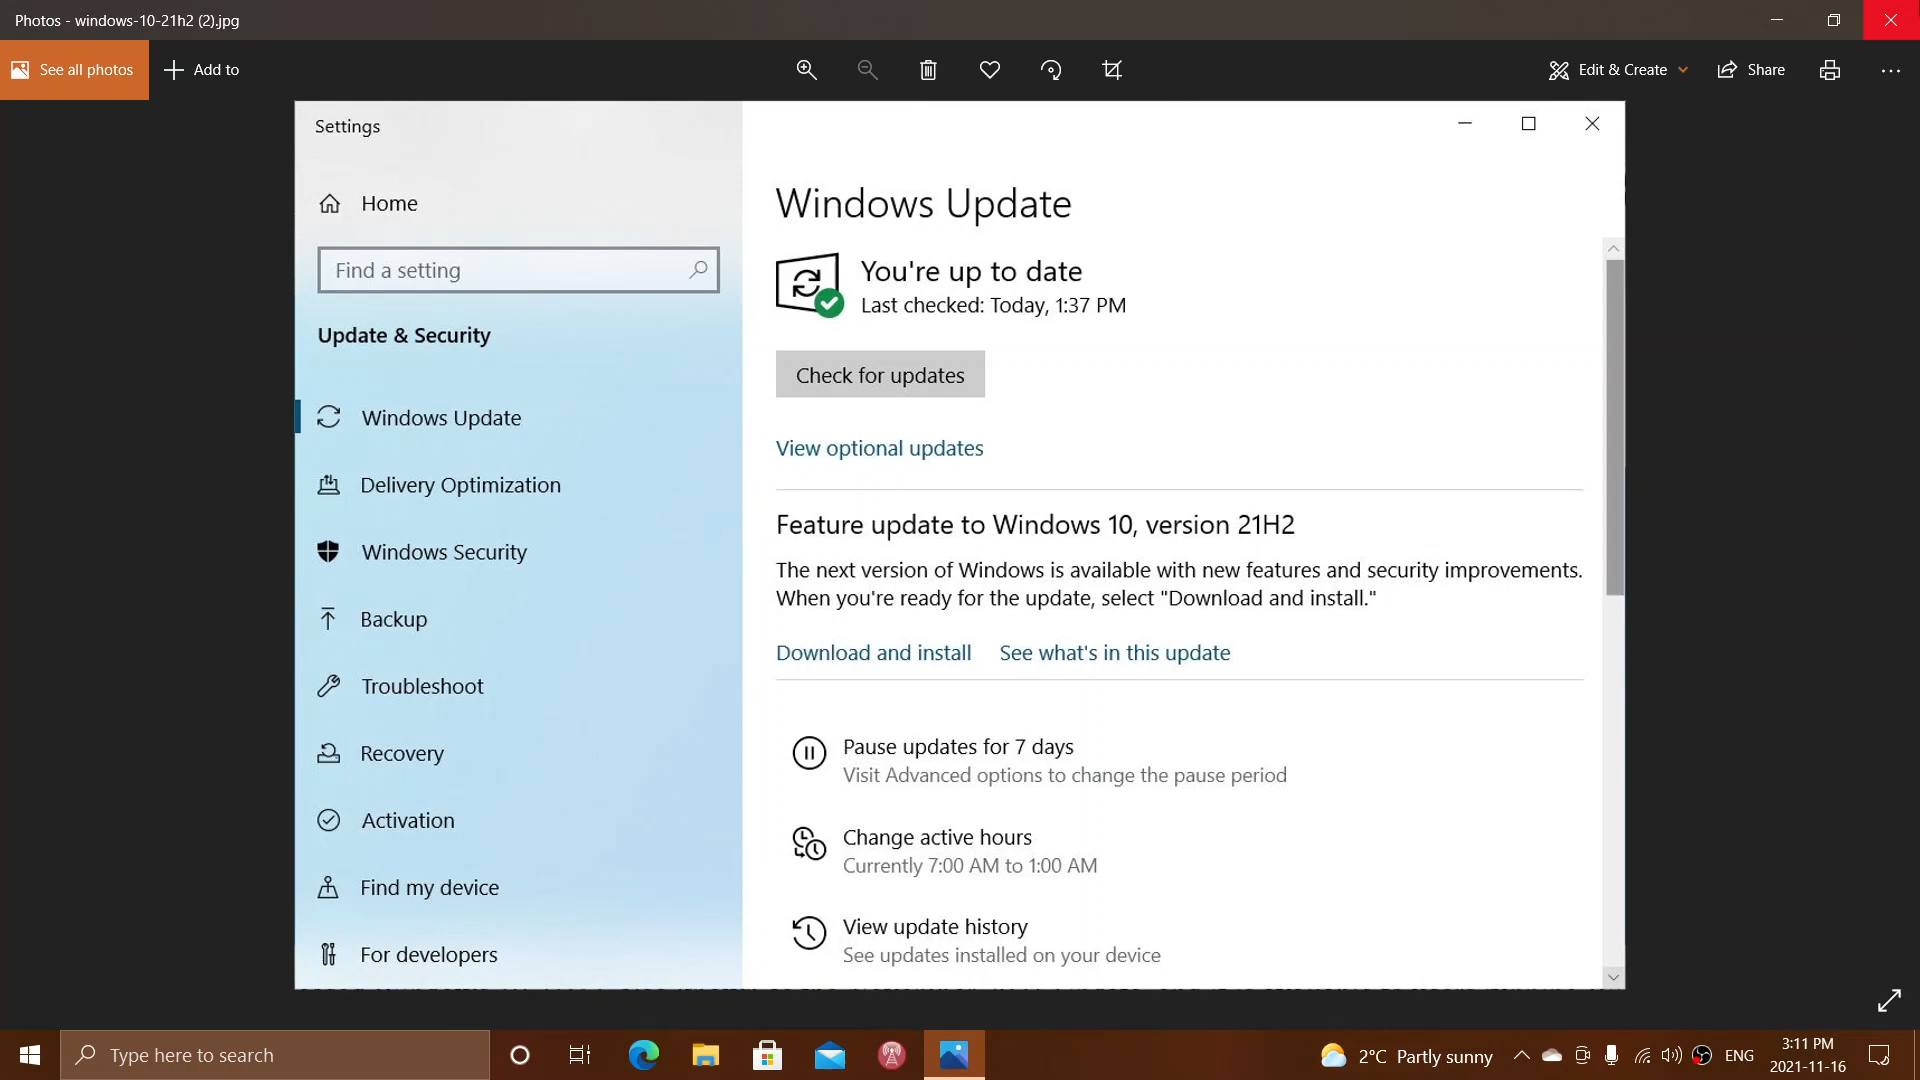 Photos - windows-10-21h2 (2).jpg
See all photos
Add to
Edit & Create
Share
Settings
Home
Find a setting
Update & Security
Windows Update
Delivery Optimization
Windows Security
Backup
Troubleshoot
Recovery
Activation
Find my device
For developers
Windows Update
You're up to date
Last checked: Today, 1:37 PM
Check for updates
View optional updates
Feature update to Windows 10, version 21H2
The next version of Windows is available with new features and security improvements.
When you're ready for the update, select "Download and install."
Download and install See what's in this update
Pause updates for 7 days
Visit Advanced options to change the pause period
Change active hours
Currently 7:00 AM to 1:00 AM
View update history
See updates installed on your device
Type here to search
2°C Partly sunny
ENG
3:11 PM
2021-11-16